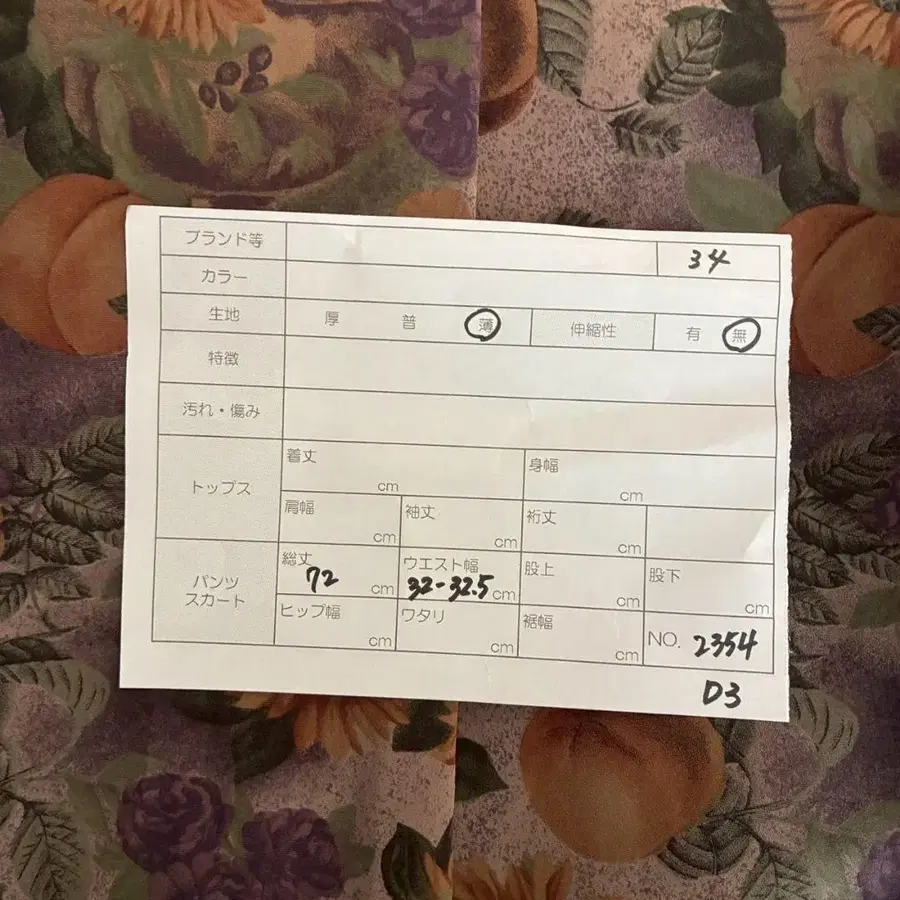 ブランド等 34
カラー
生地 厚 普 薄 伸縮性 有 無
特徴
汚れ・傷み
トップス 着丈 cm 身幅 cm
肩幅 cm 袖丈 cm 裄丈 cm
パンツ スカート 総丈 72 cm ウエスト幅 32-32.5 cm 股上 cm 股下 cm
ヒップ幅 cm ワタリ cm 裾幅 cm NO. 2354
D3